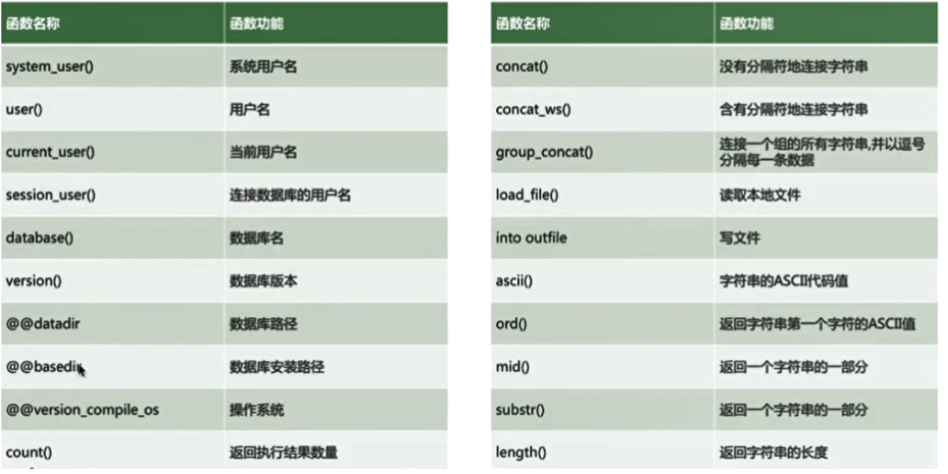 函数名称 函数功能
system_user() 系统用户名
user() 用户名
current_user() 当前用户名
session_user() 连接数据库的用户名
database() 数据库名
version() 数据库版本
@@datadir 数据库路径
@@basedir 数据库安装路径
@@version_compile_os 操作系统
count() 返回执行结果数量
函数名称 函数功能
concat() 没有分隔符地连接字符串
concat_ws() 含有分隔符地连接字符串
group_concat() 连接一个组的所有字符串,并以逗号
分隔每一条数据
load_file() 读取本地文件
into outfile 写文件
ascii() 字符串的ASCII代码值
ord() 返回字符串第一个字符的ASCII值
mid() 返回一个字符串的一部分
substr() 返回一个字符串的一部分
length() 返回字符串的长度